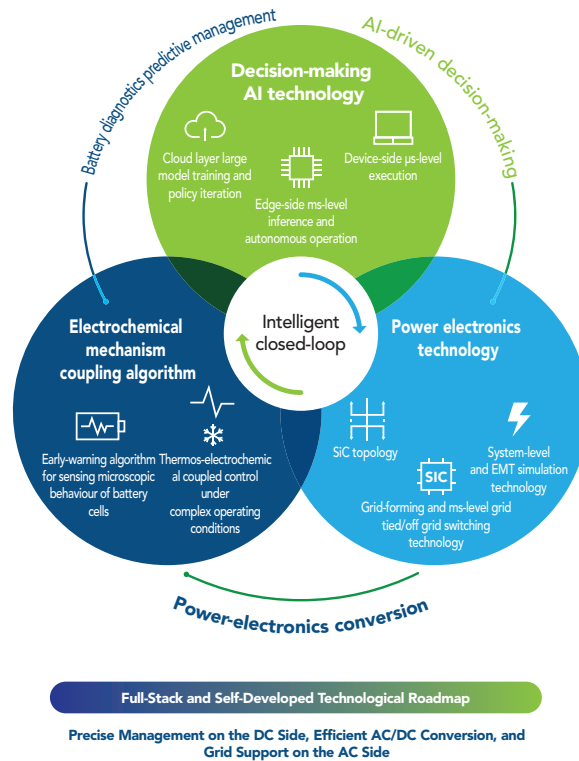 Battery diagnostics predictive management
AI-driven decision-making
Decision-making
AI technology
Cloud layer large
model training and
policy iteration
Device-side μs-level
execution
Edge-side ms-level
inference and
autonomous operation
Intelligent
closed-loop
Electrochemical
mechanism
coupling algorithm
Early-warning algorithm
for sensing microscopic
behaviour of battery
cells
Thermos-electrochemic
al coupled control
under
complex operating
conditions
Power electronics
technology
SiC topology
System-level
and EMT simulation
technology
SIC
Grid-forming and ms-level grid
tied/off grid switching
technology
Power-electronics conversion
Full-Stack and Self-Developed Technological Roadmap
Precise Management on the DC Side, Efficient AC/DC Conversion, and
Grid Support on the AC Side